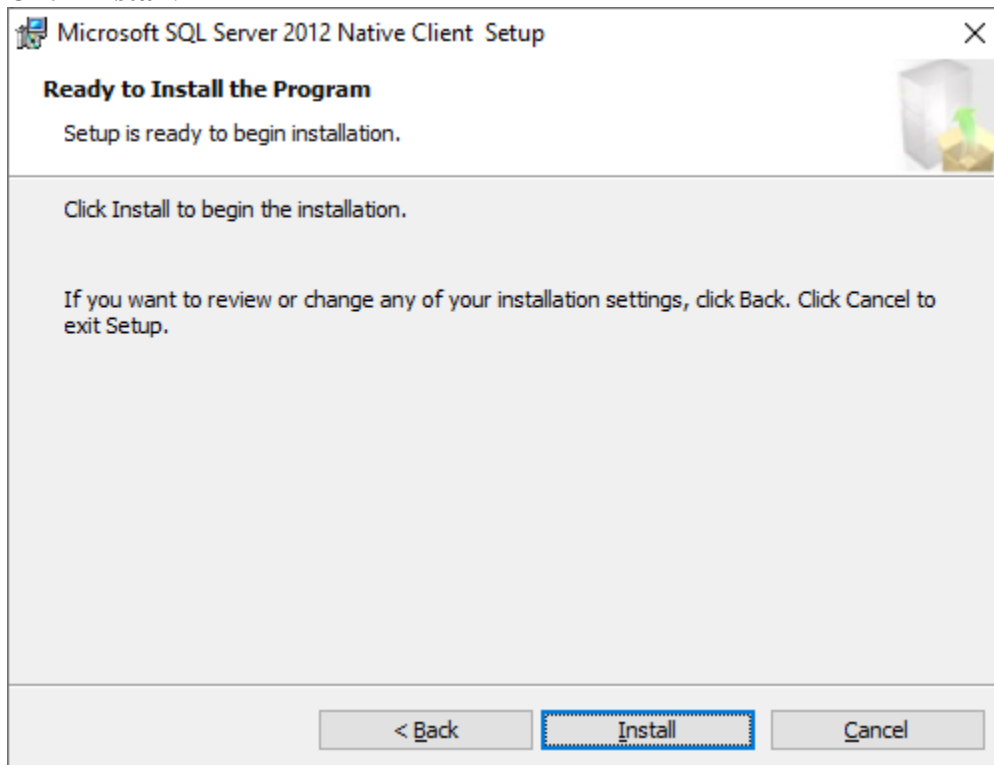 Microsoft SQL Server 2012 Native Client Setup
Ready to Install the Program
Setup is ready to begin installation.
Click Install to begin the installation.
If you want to review or change any of your installation settings, click Back. Click Cancel to
exit Setup.
< Back
Install
Cancel